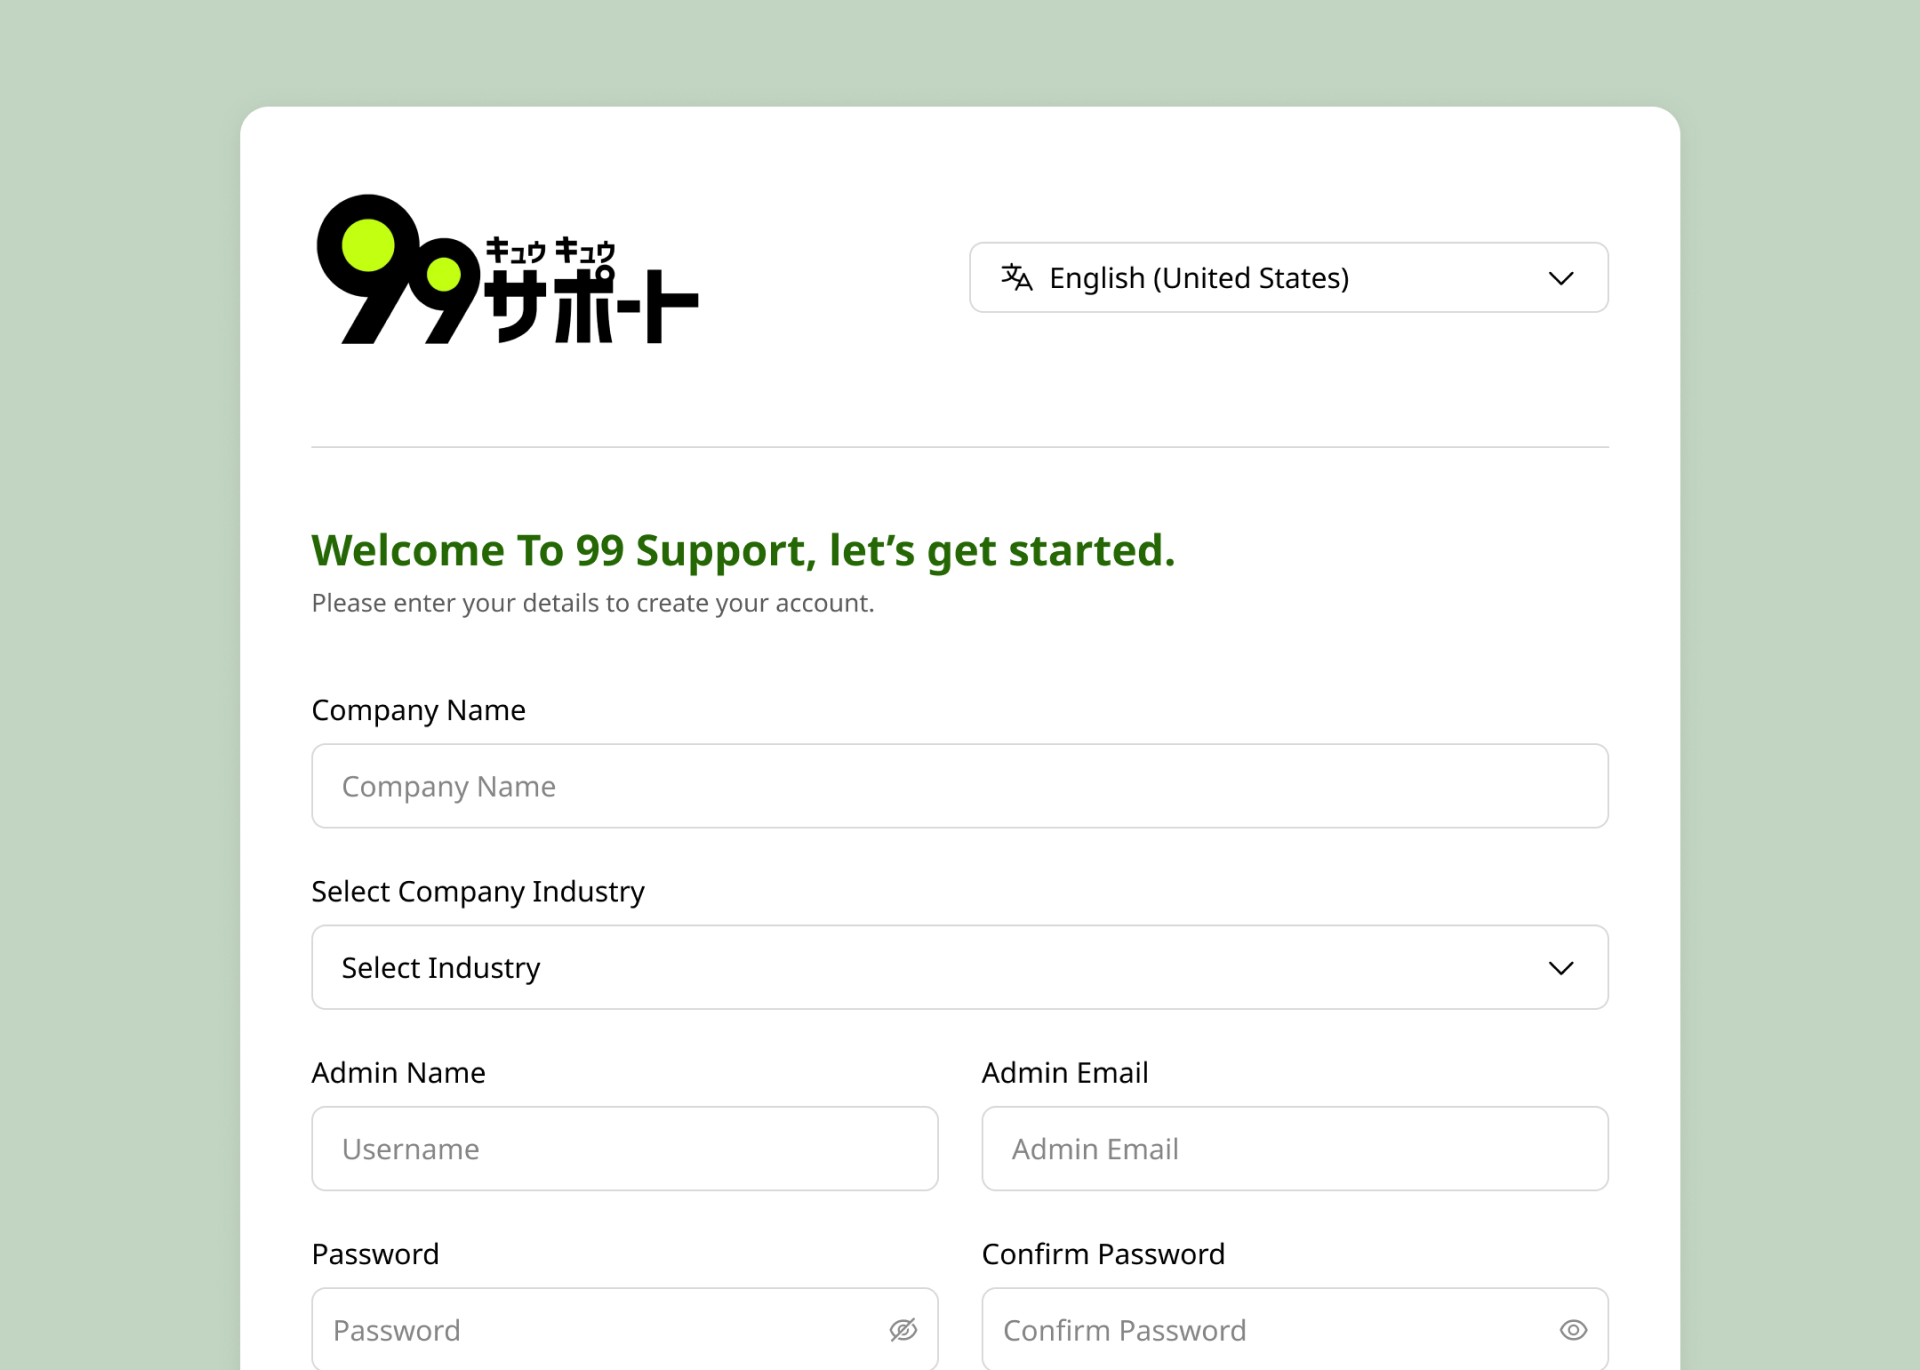 99 サポート
キュウ キュウ
English (United States)
Welcome To 99 Support, let’s get started.
Please enter your details to create your account.
Company Name
Company Name
Select Company Industry
Select Industry
Admin Name
Admin Email
Username
Admin Email
Password
Confirm Password
Password
Confirm Password